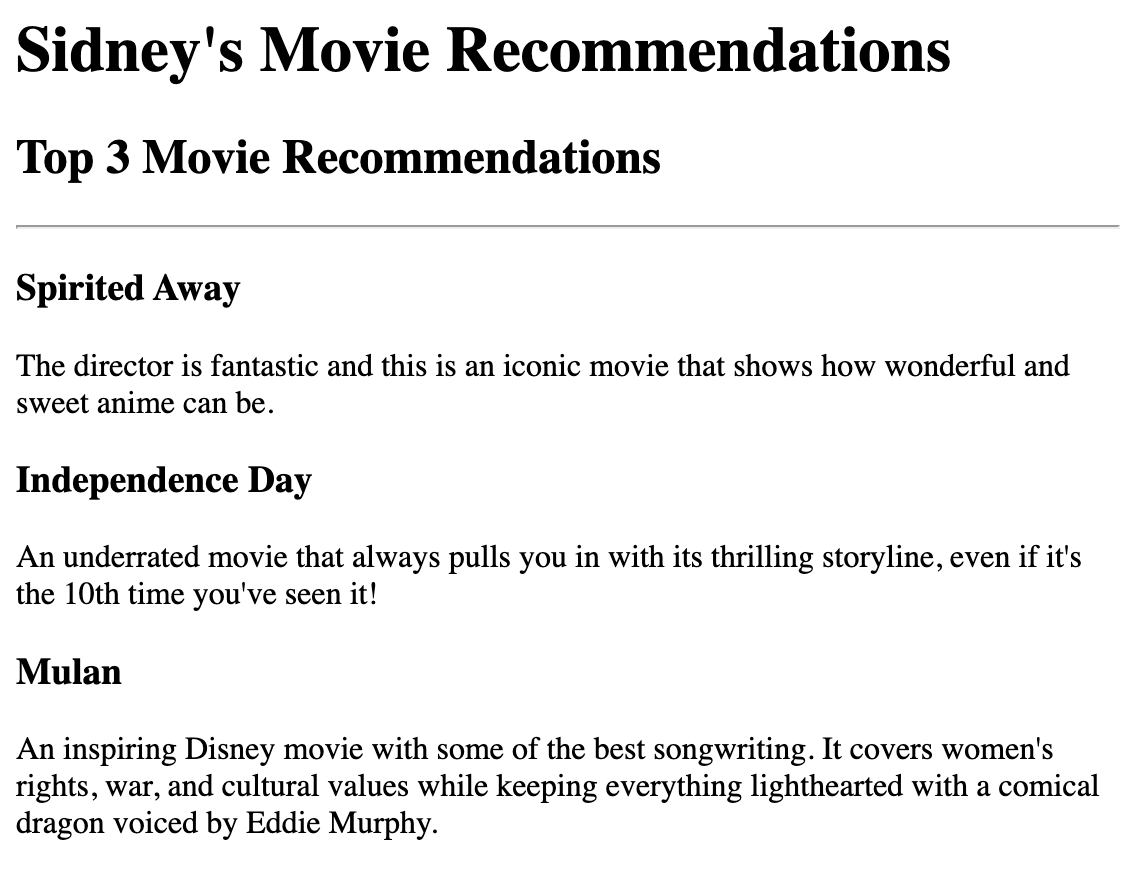 Sidney's Movie Recommendations
Top 3 Movie Recommendations
Spirited Away
The director is fantastic and this is an iconic movie that shows how wonderful and
sweet anime can be.
Independence Day
An underrated movie that always pulls you in with its thrilling storyline, even if it's
the 10th time you've seen it!
Mulan
An inspiring Disney movie with some of the best songwriting. It covers women's
rights, war, and cultural values while keeping everything lighthearted with a comical
dragon voiced by Eddie Murphy.